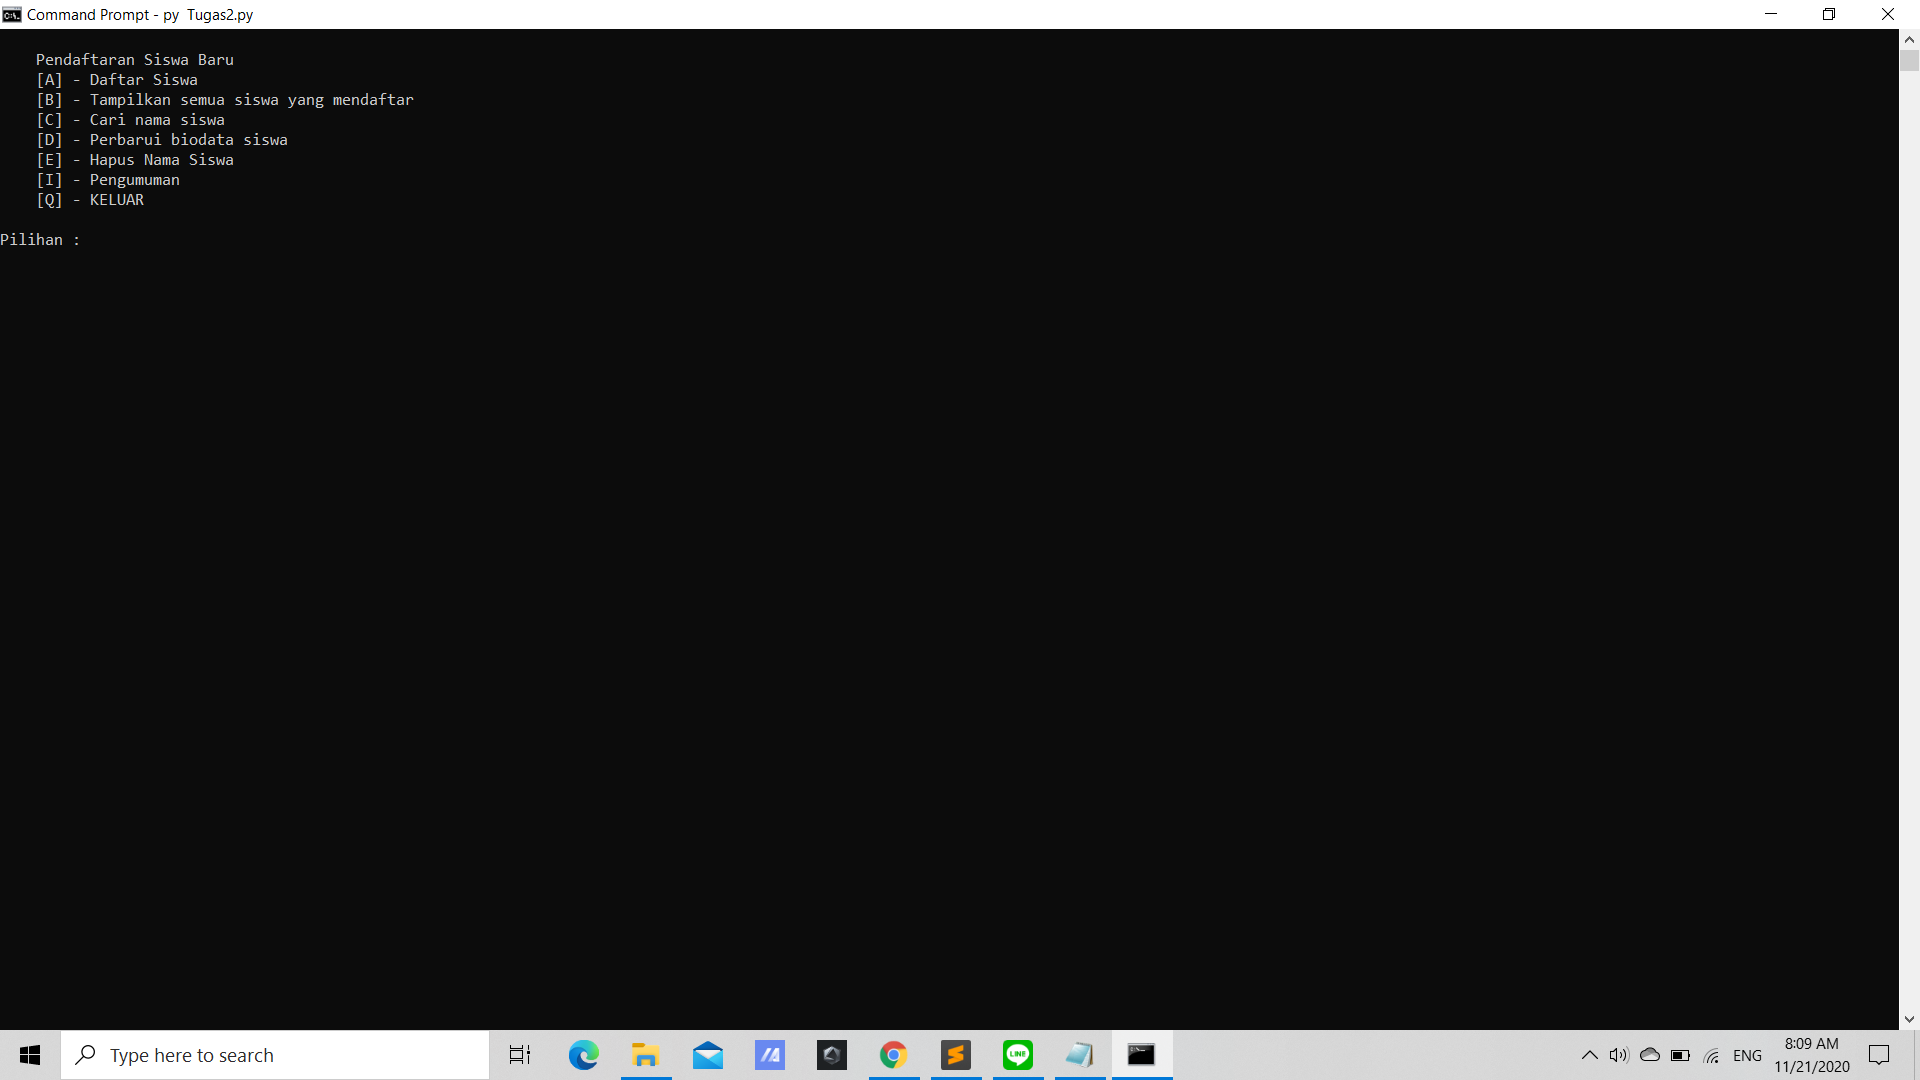 Command Prompt - py  Tugas2.py
Pendaftaran Siswa Baru
[A] - Daftar Siswa
[B] - Tampilkan semua siswa yang mendaftar
[C] - Cari nama siswa
[D] - Perbarui biodata siswa
[E] - Hapus Nama Siswa
[I] - Pengumuman
[Q] - KELUAR
Pilihan :
Type here to search
LINE
ENG
8:09 AM
11/21/2020